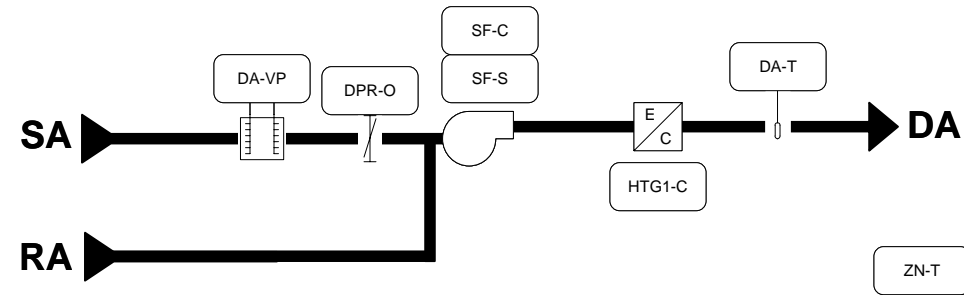 SF-C
DA-VP
DPR-O
SF-S
DA-T
SA
E
C
DA
HTG1-C
RA
ZN-T